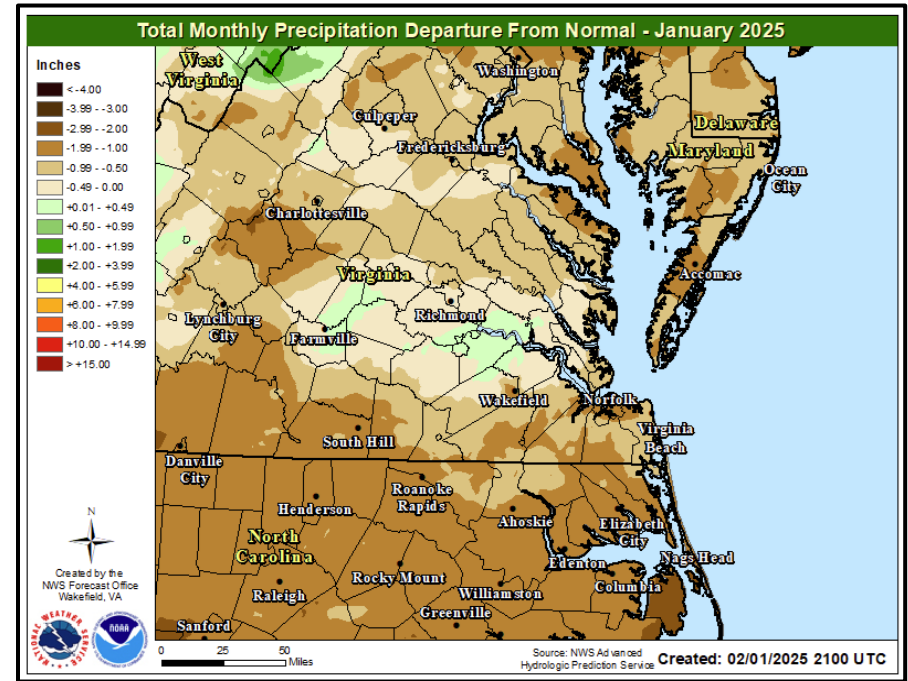 Total Monthly Precipitation Departure From Normal - January 2025
Inches
< -4.00
-3.99 - -3.00
-2.99 - -2.00
-1.99 - -1.00
-0.99 - -0.50
-0.49 - 0.00
+0.01 - +0.49
+0.50 - +0.99
+1.00 - +1.99
+2.00 - +3.99
+4.00 - +5.99
+6.00 - +7.99
+8.00 - +9.99
+10.00 - +14.99
> +15.00
West
Virginia
Washington
Culpeper
Delaware
Fredericksburg
Maryland
Ocean
City
Charlottesville
Virginia
Accomac
Lynchburg
City
Richmond
Farmville
Wakefield
Norfolk
Virginia
Beach
South Hill
Danville
City
Roanoke
Rapids
Henderson
Ahoskie
Elizabeth
City
North
Carolina
Edenton
Nags Head
Rocky Mount
Columbia
Raleigh
Williamston
Greenville
Sanford
N
Created by the
NWS Forecast Office
Wakefield, VA
NATIONAL WEATHER SERVICE
NOAA
0 25 50
Miles
Source: NWS Advanced
Hydrologic Prediction Service
Created: 02/01/2025 2100 UTC